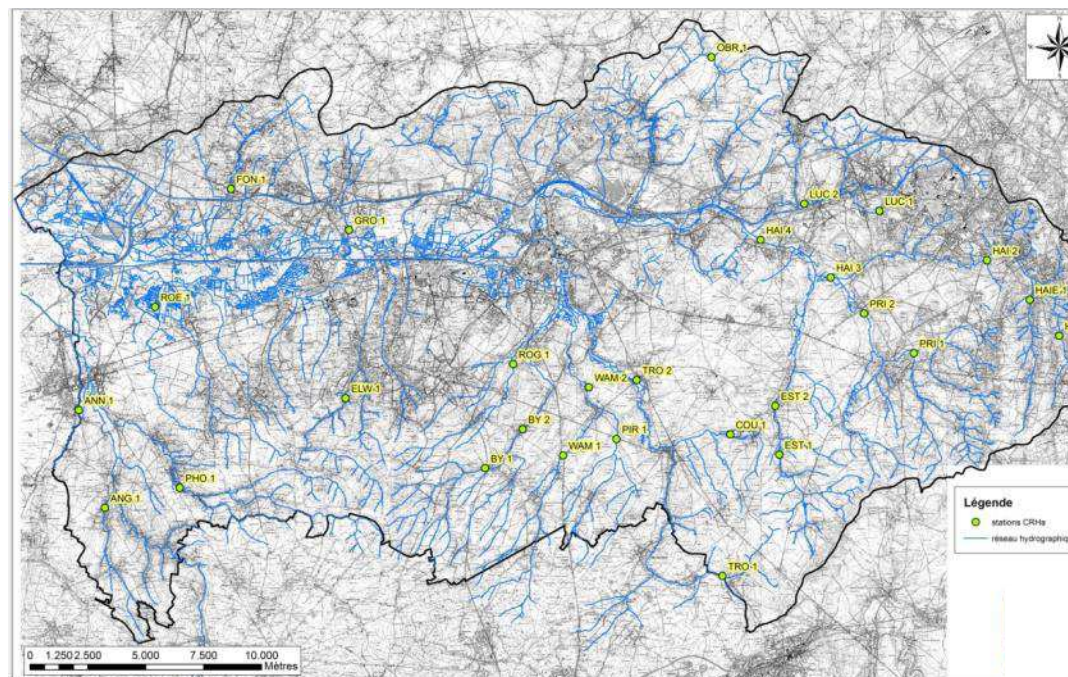 OBR 1
FON 1
LUC 2
LUC 1
GRO 1
HAI 4
HAI 2
HAI 3
HAIE 1
ROE 1
PRI 2
H
PRI 1
ROG 1
TRO 2
WAM 2
ELW 1
ANN 1
EST 2
BY 2
COU 1
PIR 1
WAM 1
EST 1
BY 1
PHO 1
ANG 1
TRO 1
Légende
stations CRHs
réseau hydrographiq
0 1.250 2.500 5.000 7.500 10.000
Mètres